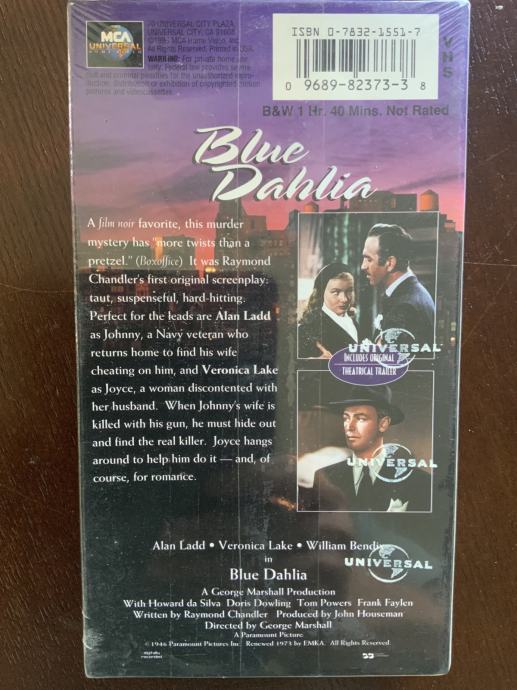 MCA
UNIVERSAL
HOME VIDEO
70 UNIVERSAL CITY PLAZA,
UNIVERSAL CITY, CA 91608
MCA Home Video, Inc.
All Rights Reserved. Printed in USA.
WARNING: For private home use
only. Federal law provides severe
civil and criminal penalties for the unauthorized repro-
duction, distribution or exhibition of copyrighted motion
pictures and videocassettes.
ISBN 0-7832-1551-7
0 9689-82373-3 8
VHS
B&W 1 Hr. 40 Mins. Not Rated
Blue
Dahlia
A film noir favorite, this murder
mystery has "more twists than a
pretzel." (Boxoffice) It was Raymond
Chandler's first original screenplay:
taut, suspenseful, hard-hitting.
Perfect for the leads are Alan Ladd
as Johnny, a Navy veteran who
returns home to find his wife
cheating on him, and Veronica Lake
as Joyce, a woman discontented with
her husband. When Johnny's wife is
killed with his gun, he must hide out
and find the real killer. Joyce hangs
around to help him do it — and, of
course, for romance.
UNIVERSAL
INCLUDES ORIGINAL
THEATRICAL TRAILER
UNIVERSAL
Alan Ladd • Veronica Lake • William Bendix
UNIVERSAL
in
Blue Dahlia
A George Marshall Production
With Howard da Silva Doris Dowling Tom Powers Frank Faylen
Written by Raymond Chandler Produced by John Houseman
Directed by George Marshall
A Paramount Picture
©1946 Paramount Pictures Inc. Renewed 1973 by EMKA. All Rights Reserved.
digitally
recorded